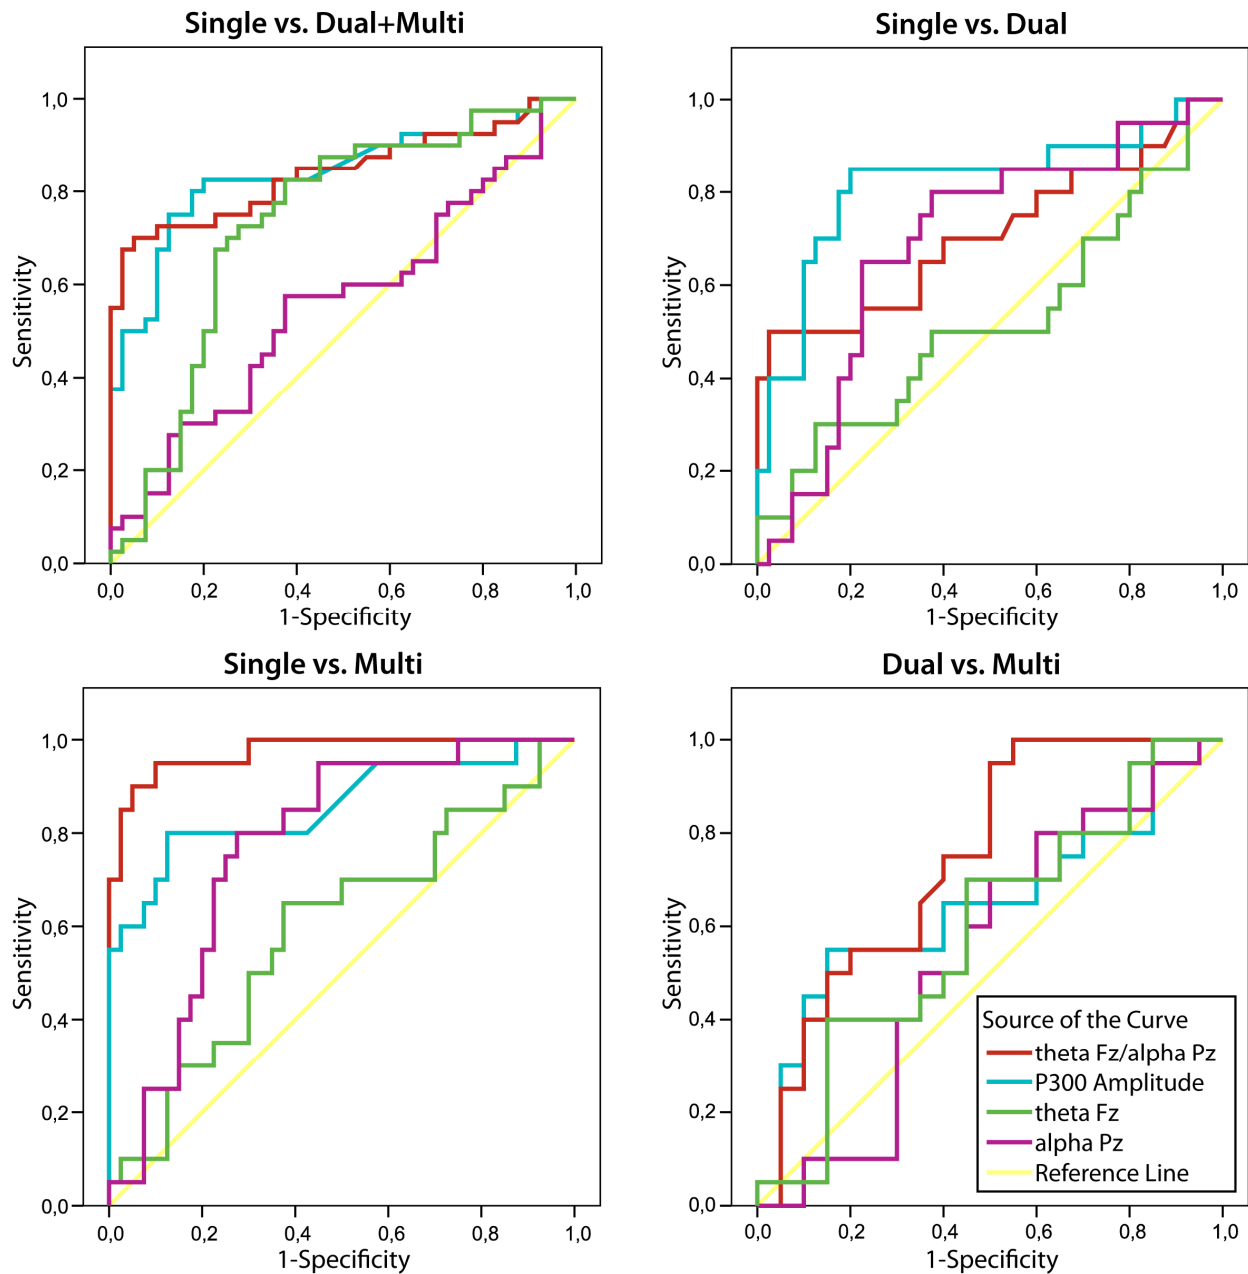 Single vs. Dual+Multi
Sensitivity
1,0
0,8
0,6
0,4
0,2
0,0
0,0 0,2 0,4 0,6 0,8 1,0
1-Specificity
Single vs. Dual
Sensitivity
1,0
0,8
0,6
0,4
0,2
0,0
0,0 0,2 0,4 0,6 0,8 1,0
1-Specificity
Single vs. Multi
Sensitivity
1,0
0,8
0,6
0,4
0,2
0,0
0,0 0,2 0,4 0,6 0,8 1,0
1-Specificity
Dual vs. Multi
Sensitivity
1,0
0,8
0,6
0,4
0,2
0,0
0,0 0,2 0,4 0,6 0,8 1,0
1-Specificity
Source of the Curve
theta Fz/alpha Pz
P300 Amplitude
theta Fz
alpha Pz
Reference Line